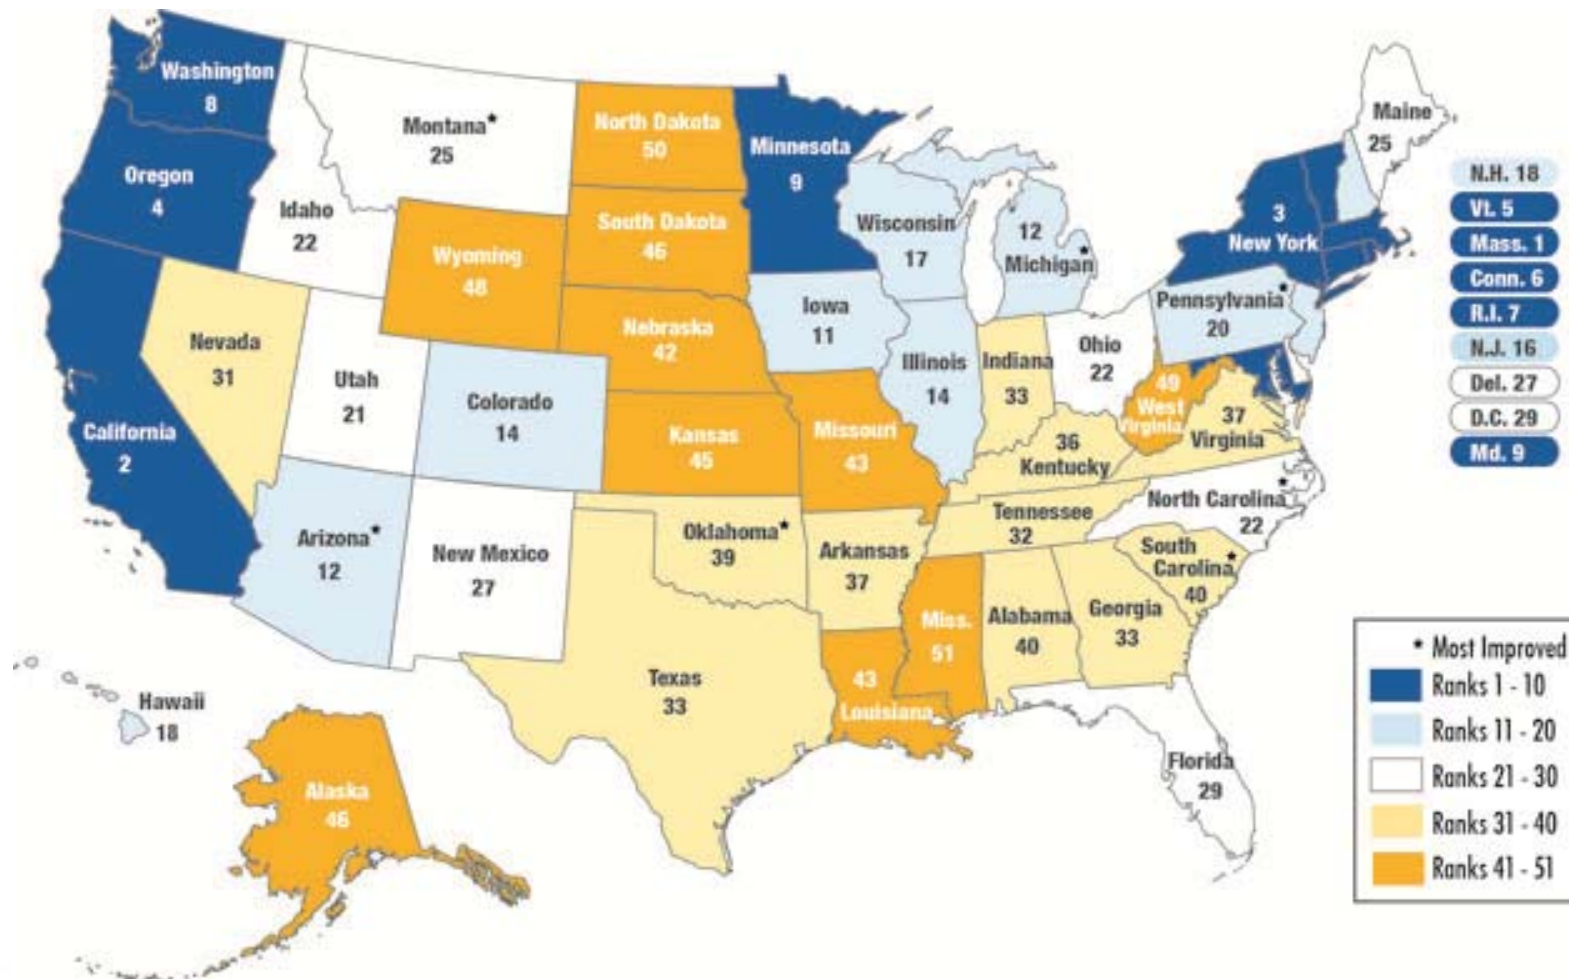 Washington
8
Oregon
4
California
2
Nevada
31
Idaho
22
Montana*
25
Wyoming
48
Utah
21
Colorado
14
Arizona*
12
New Mexico
27
North Dakota
50
South Dakota
46
Nebraska
42
Kansas
45
Oklahoma*
39
Texas
33
Minnesota
9
Iowa
11
Missouri
43
Arkansas
37
43
Louisiana
Wisconsin
17
Illinois
14
12
Michigan*
Indiana
33
Ohio
22
36
Kentucky
Tennessee
32
Miss.
51
Alabama
40
Georgia
33
Florida
29
South
Carolina*
40
North Carolina*
22
37
Virginia
49
West
Virginia
Pennsylvania*
20
3
New York
Maine
25
Hawaii
18
Alaska
46
N.H. 18
Vt. 5
Mass. 1
Conn. 6
R.I. 7
N.J. 16
Del. 27
D.C. 29
Md. 9
* Most Improved
Ranks 1 - 10
Ranks 11 - 20
Ranks 21 - 30
Ranks 31 - 40
Ranks 41 - 51